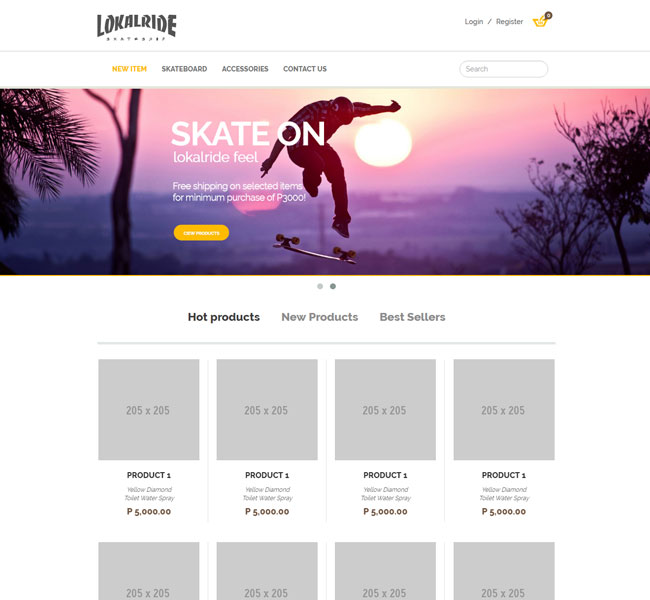 LOKALRIDE
SKATE & SURF
Login / Register
0
NEW ITEM SKATEBOARD ACCESSORIES CONTACT US
Search
SKATE ON
lokalride feel
Free shipping on selected items
for minimum purchase of P3000!
VIEW PRODUCTS
Hot products New Products Best Sellers
205 x 205 205 x 205 205 x 205 205 x 205
PRODUCT 1 PRODUCT 1 PRODUCT 1 PRODUCT 1
Yellow Diamond Yellow Diamond Yellow Diamond Yellow Diamond
Toilet Water Spray Toilet Water Spray Toilet Water Spray Toilet Water Spray
P 5,000.00 P 5,000.00 P 5,000.00 P 5,000.00
205 x 205 205 x 205 205 x 205 205 x 205